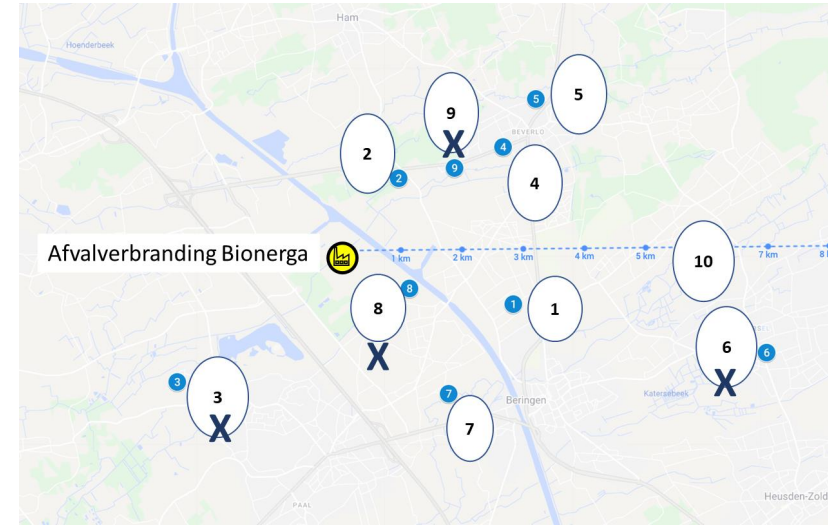 Ham
Hoenderbeek
5
5
9
BEVERLO
4
2
9
2
4
Afvalverbranding Bionerga
1 km
2 km
3 km
4 km
5 km
10
7 km
8
8
8
1
1
X
6
6
3
3
X
X
Katersebeek
7
Beringen
7
X
Heusden-Zold
PAAL
X